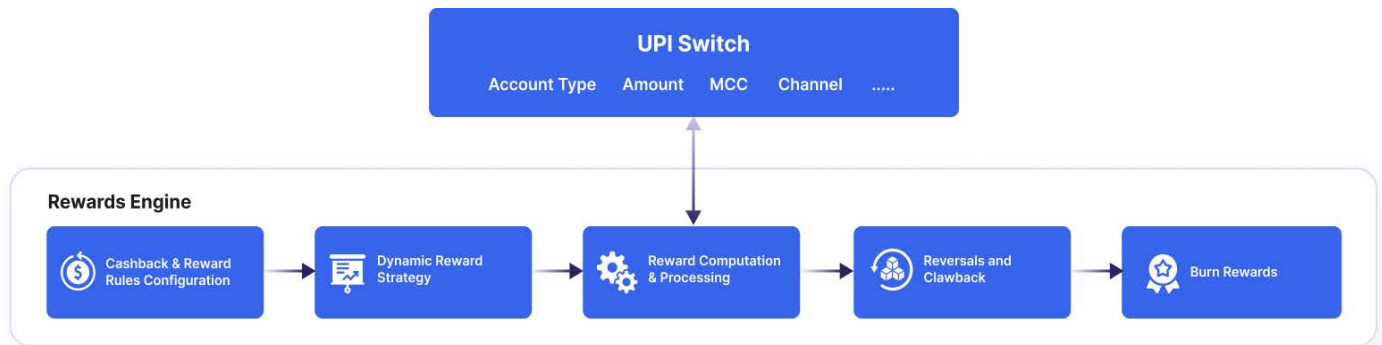 UPI Switch
Account Type Amount MCC Channel .....
Rewards Engine
Cashback & Reward
Rules Configuration
Dynamic Reward
Strategy
Reward Computation
& Processing
Reversals and
Clawback
Burn Rewards